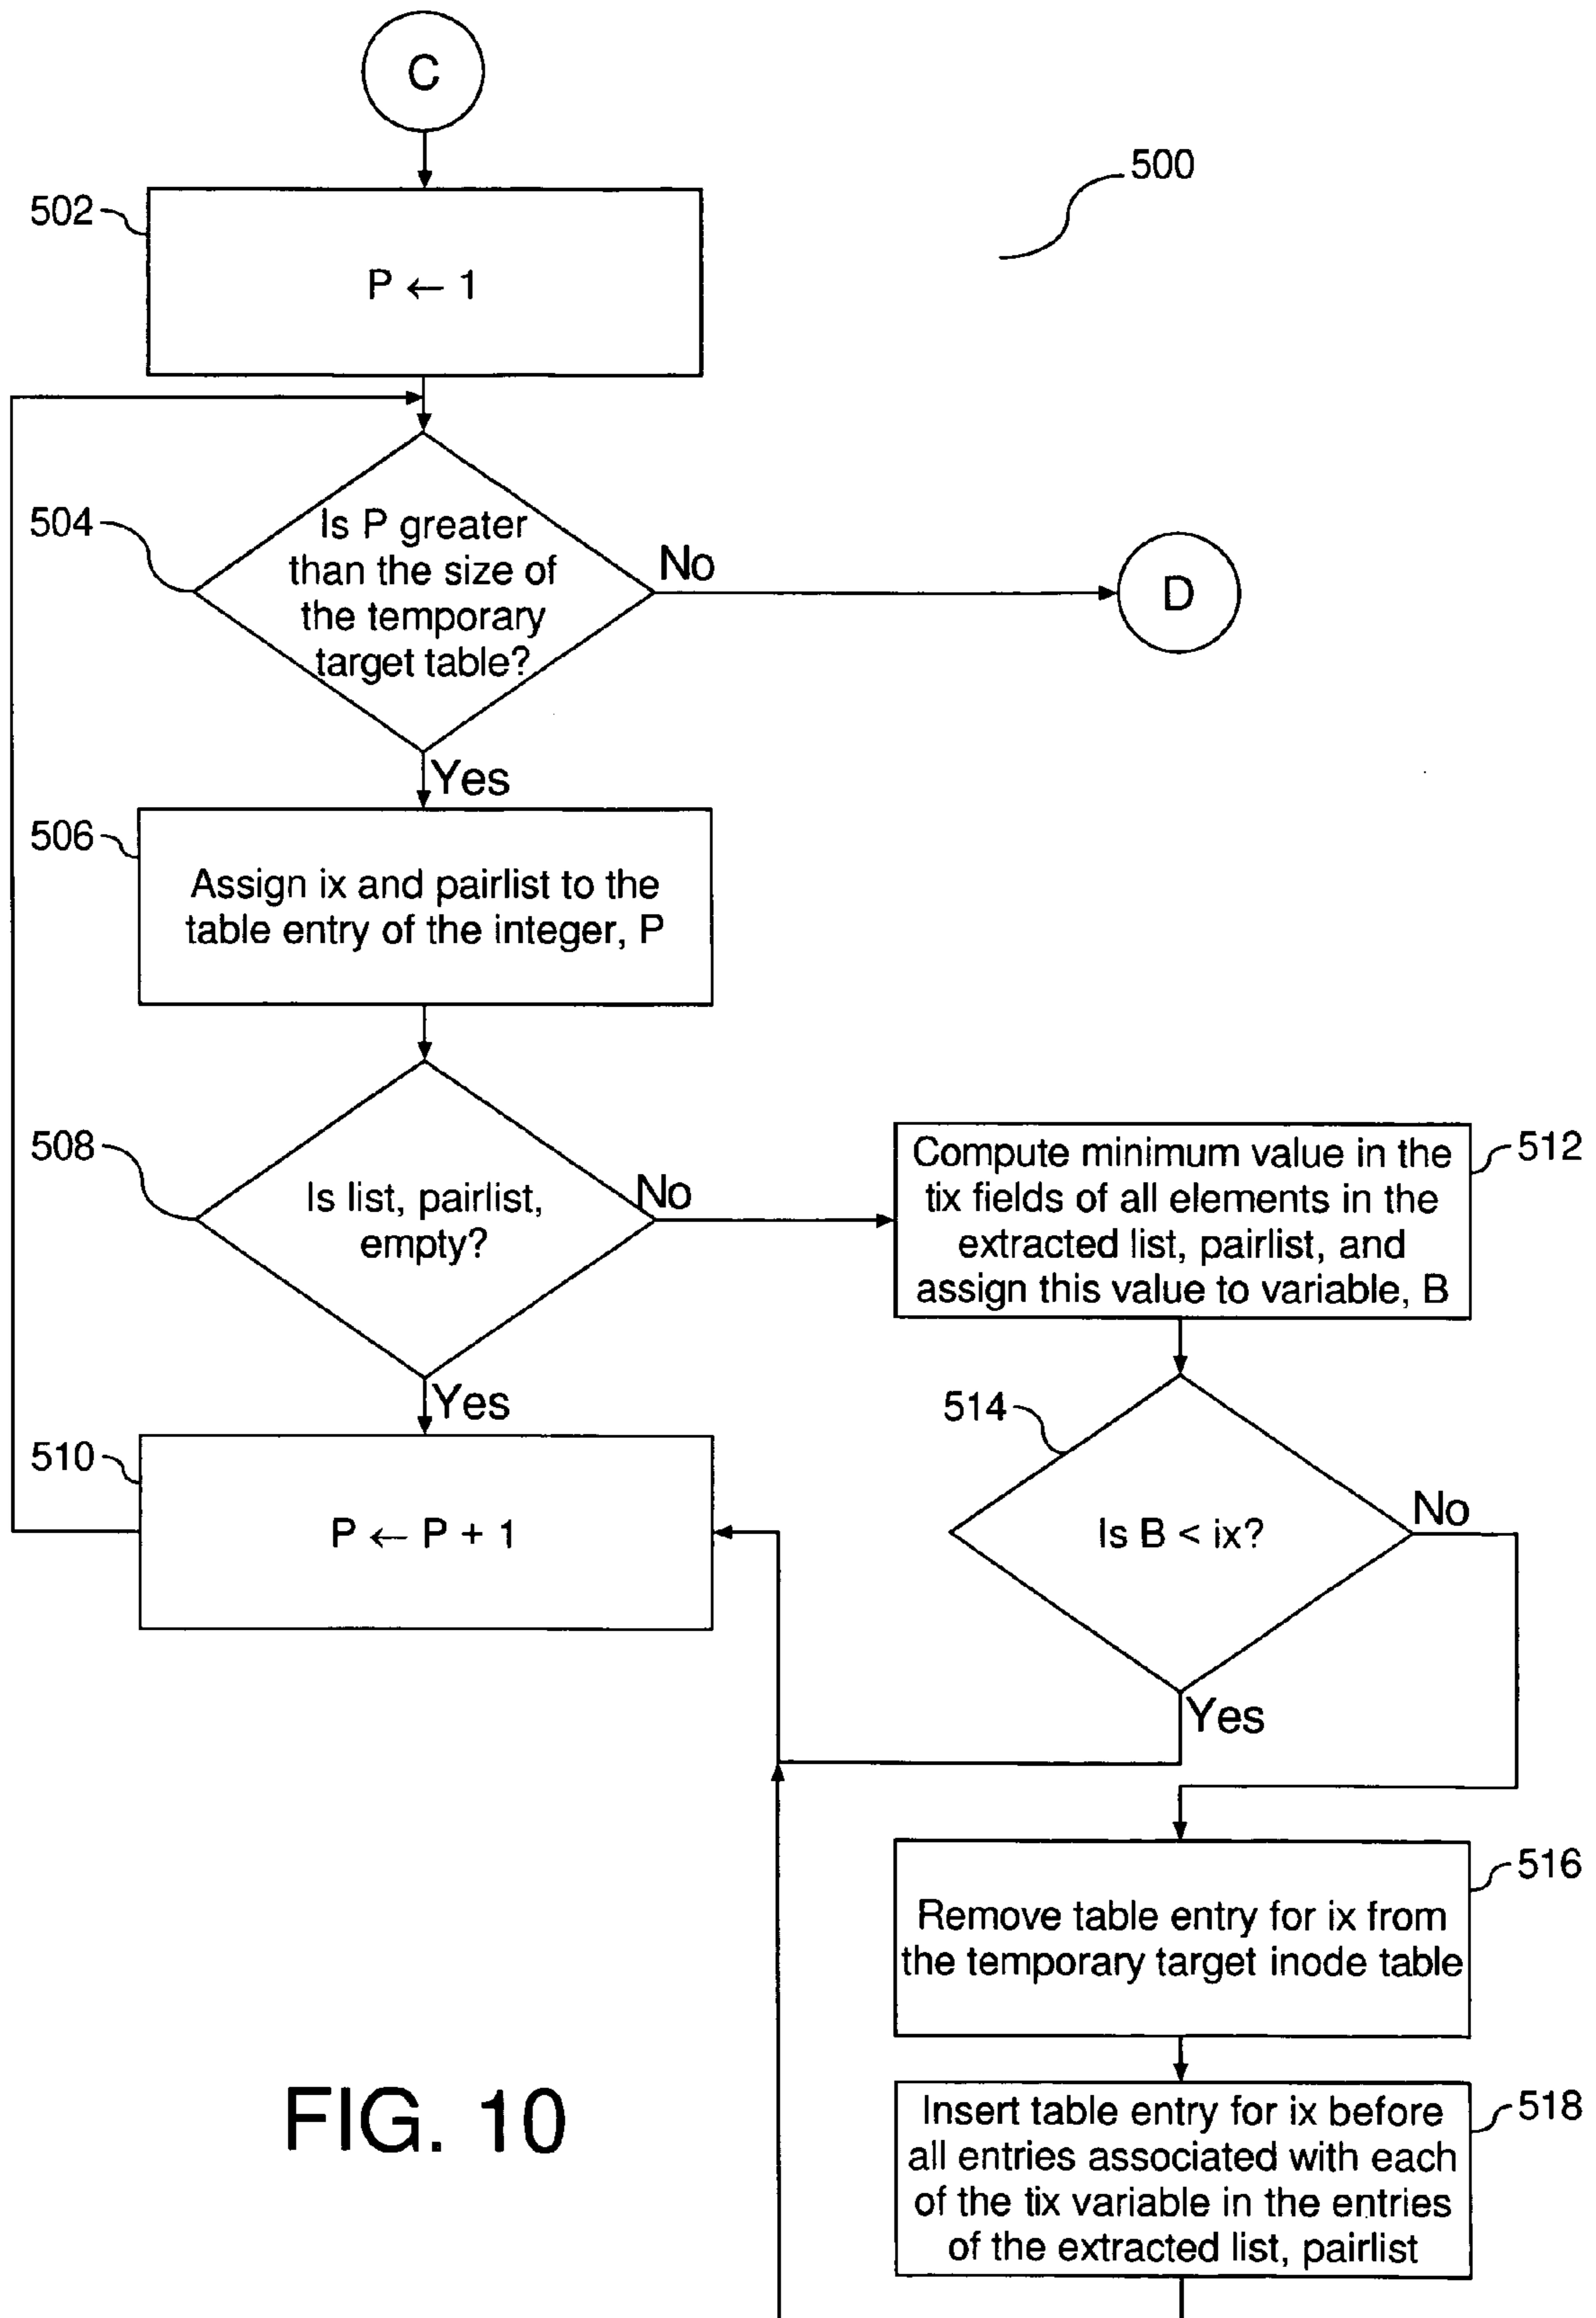 C
500
502
P ← 1
504
Is P greater
than the size of
the temporary
target table?
No
D
Yes
506
Assign ix and pairlist to the
table entry of the integer, P
508
Is list, pairlist,
empty?
No
512
Compute minimum value in the
tix fields of all elements in the
extracted list, pairlist, and
assign this value to variable, B
Yes
510
P ← P + 1
514
Is B < ix?
No
Yes
516
Remove table entry for ix from
the temporary target inode table
518
Insert table entry for ix before
all entries associated with each
of the tix variable in the entries
of the extracted list, pairlist
FIG. 10